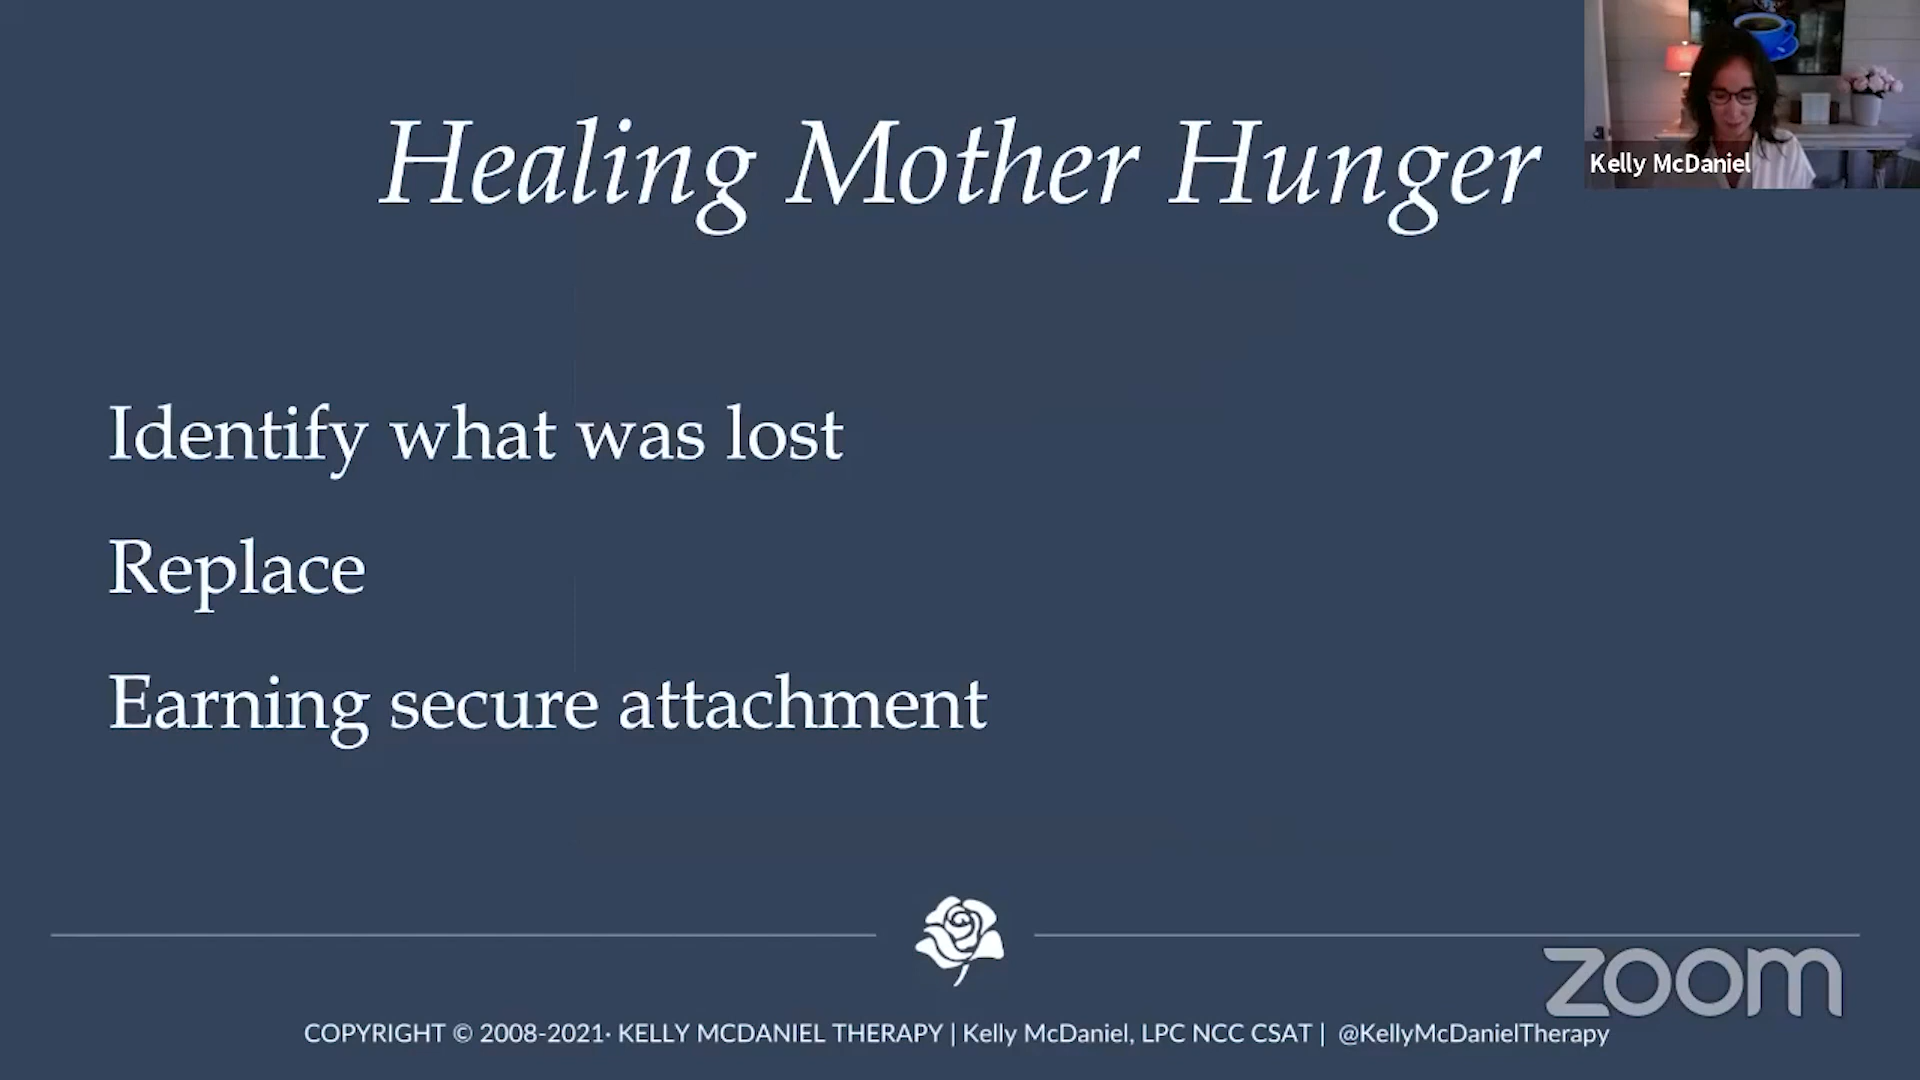 Healing Mother Hunger
Kelly McDaniel
Identify what was lost
Replace
Earning secure attachment
zoom
COPYRIGHT © 2008-2021· KELLY MCDANIEL THERAPY | Kelly McDaniel, LPC NCC CSAT | @KellyMcDanielTherapy